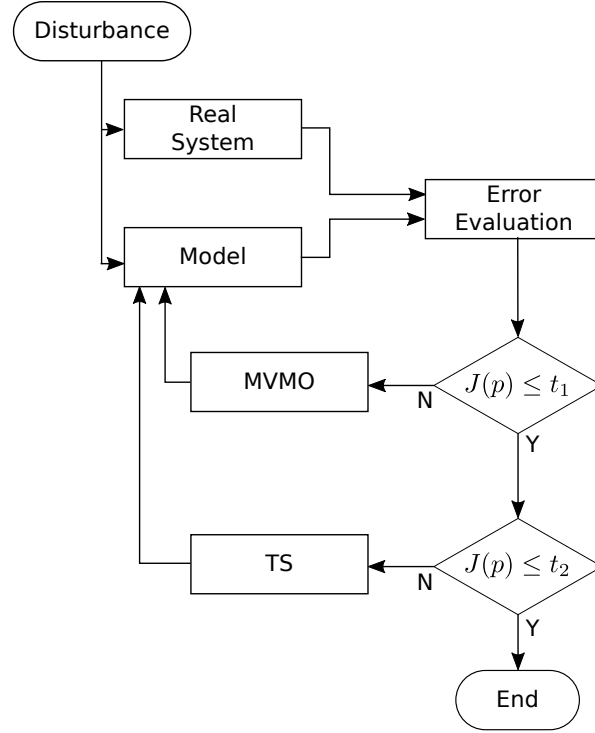 Disturbance
Real
System
Error
Evaluation
Model
MVMO
N
J(p) ≤ t₁
Y
TS
N
J(p) ≤ t₂
Y
End